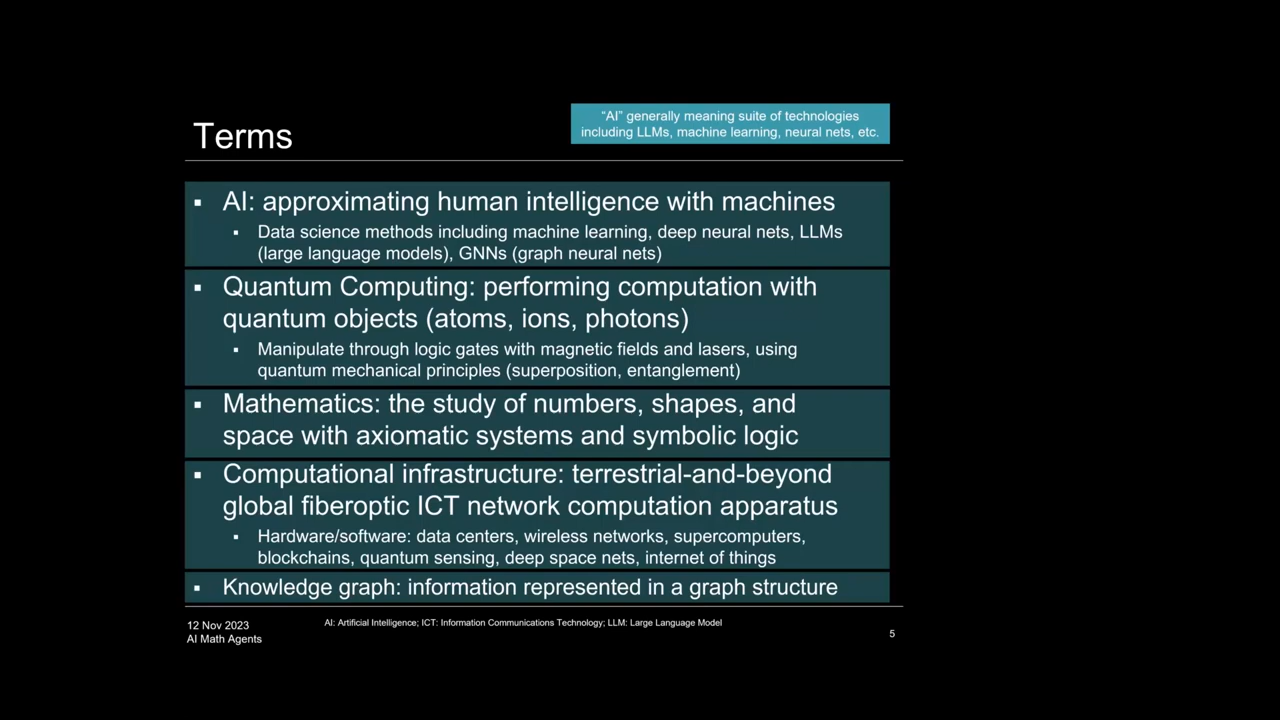 Terms
“AI” generally meaning suite of technologies
including LLMs, machine learning, neural nets, etc.
▪ AI: approximating human intelligence with machines
▪ Data science methods including machine learning, deep neural nets, LLMs
(large language models), GNNs (graph neural nets)
▪ Quantum Computing: performing computation with
quantum objects (atoms, ions, photons)
▪ Manipulate through logic gates with magnetic fields and lasers, using
quantum mechanical principles (superposition, entanglement)
▪ Mathematics: the study of numbers, shapes, and
space with axiomatic systems and symbolic logic
▪ Computational infrastructure: terrestrial-and-beyond
global fiberoptic ICT network computation apparatus
▪ Hardware/software: data centers, wireless networks, supercomputers,
blockchains, quantum sensing, deep space nets, internet of things
▪ Knowledge graph: information represented in a graph structure
12 Nov 2023
AI Math Agents
AI: Artificial Intelligence; ICT: Information Communications Technology; LLM: Large Language Model
5